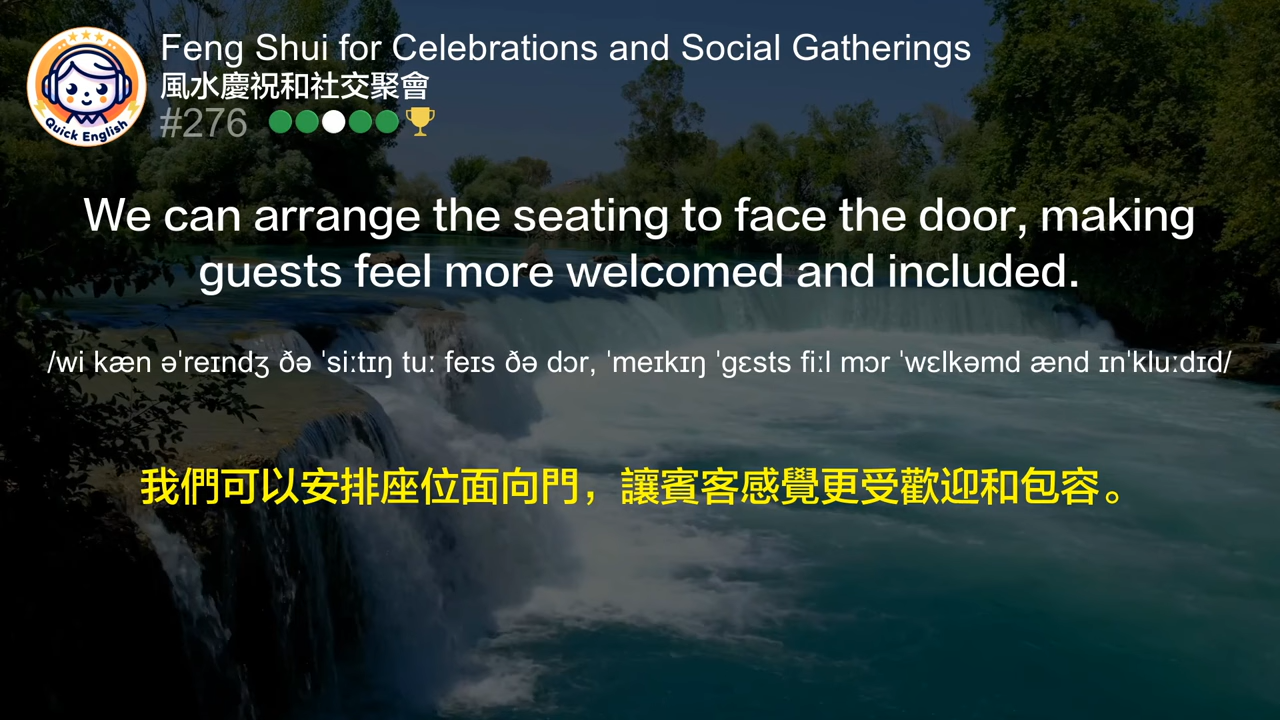 Feng Shui for Celebrations and Social Gatherings
風水慶祝和社交聚會
#276
Quick English
We can arrange the seating to face the door, making
guests feel more welcomed and included.
/wi kæn əˈreɪndʒ ðə ˈsiːtɪŋ tuː feɪs ðə dɔr, ˈmeɪkɪŋ ˈɡɛsts fiːl mɔr ˈwɛlkəmd ænd ɪnˈkluːdɪd/
我們可以安排座位面向門，讓賓客感覺更受歡迎和包容。